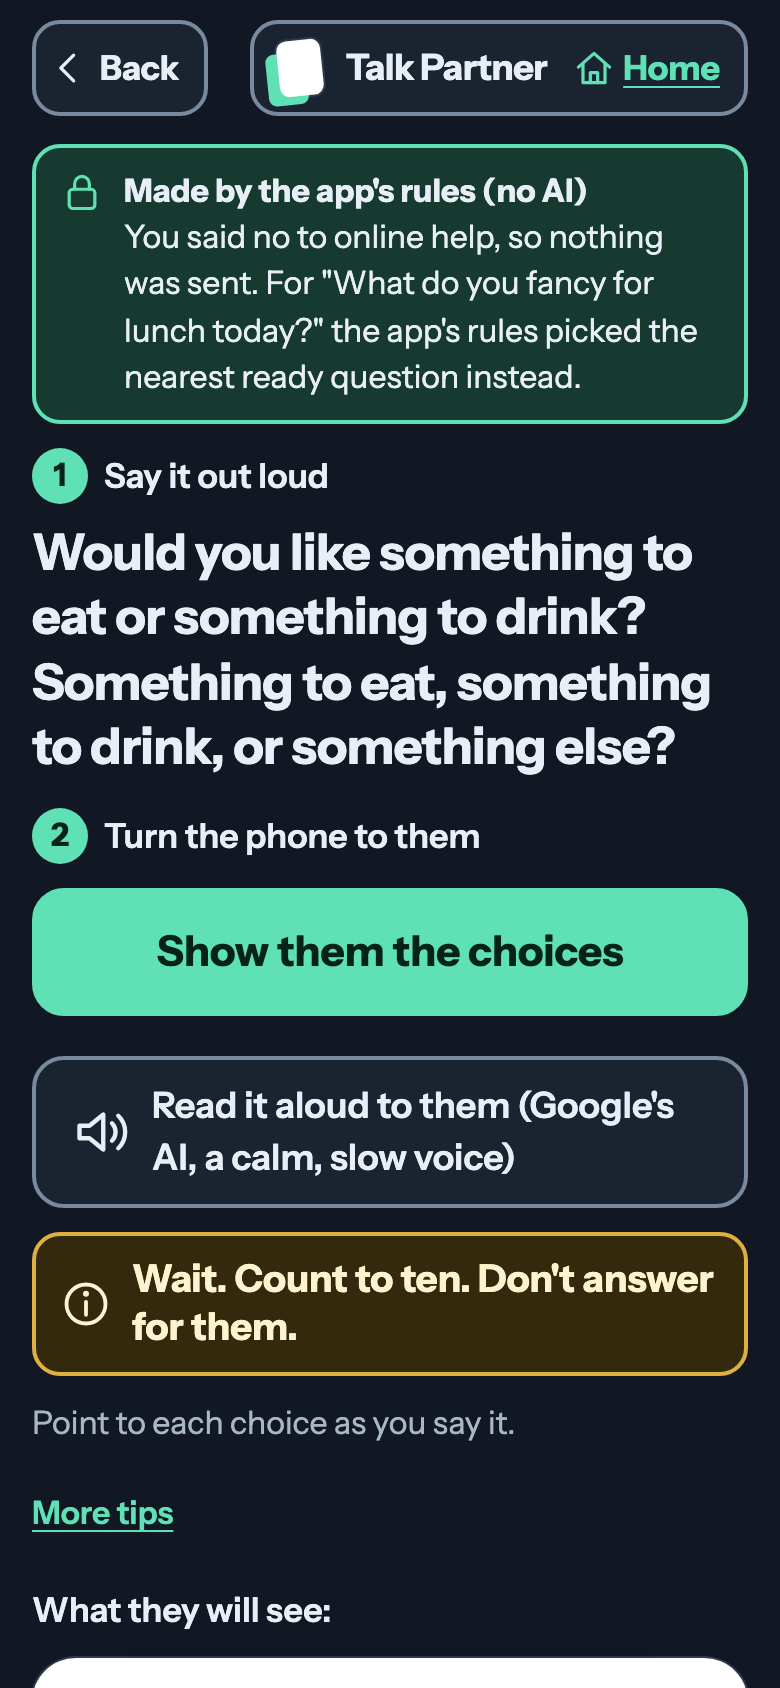 Back
Talk Partner
Home
Made by the app's rules (no AI)
You said no to online help, so nothing
was sent. For "What do you fancy for
lunch today?" the app's rules picked the
nearest ready question instead.
1 Say it out loud
Would you like something to
eat or something to drink?
Something to eat, something
to drink, or something else?
2 Turn the phone to them
Show them the choices
Read it aloud to them (Google's
AI, a calm, slow voice)
Wait. Count to ten. Don't answer
for them.
Point to each choice as you say it.
More tips
What they will see: